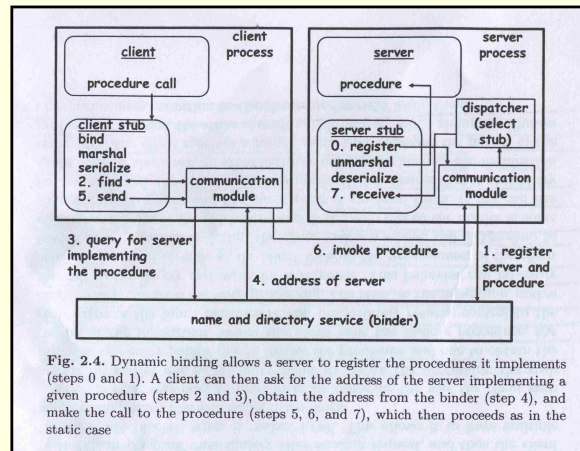 client
process
client
procedure call
client stub
bind
marshal
serialize
2. find
5. send
communication
module
server
process
server
procedure
dispatcher
(select
stub)
server stub
0. register
unmarshal
deserialize
7. receive
communication
module
3. query for server
implementing
the procedure
4. address of server
6. invoke procedure
1. register
server and
procedure
name and directory service (binder)
Fig. 2.4. Dynamic binding allows a server to register the procedures it implements
(steps 0 and 1). A client can then ask for the address of the server implementing a
given procedure (steps 2 and 3), obtain the address from the binder (step 4), and
make the call to the procedure (steps 5, 6, and 7), which then proceeds as in the
static case